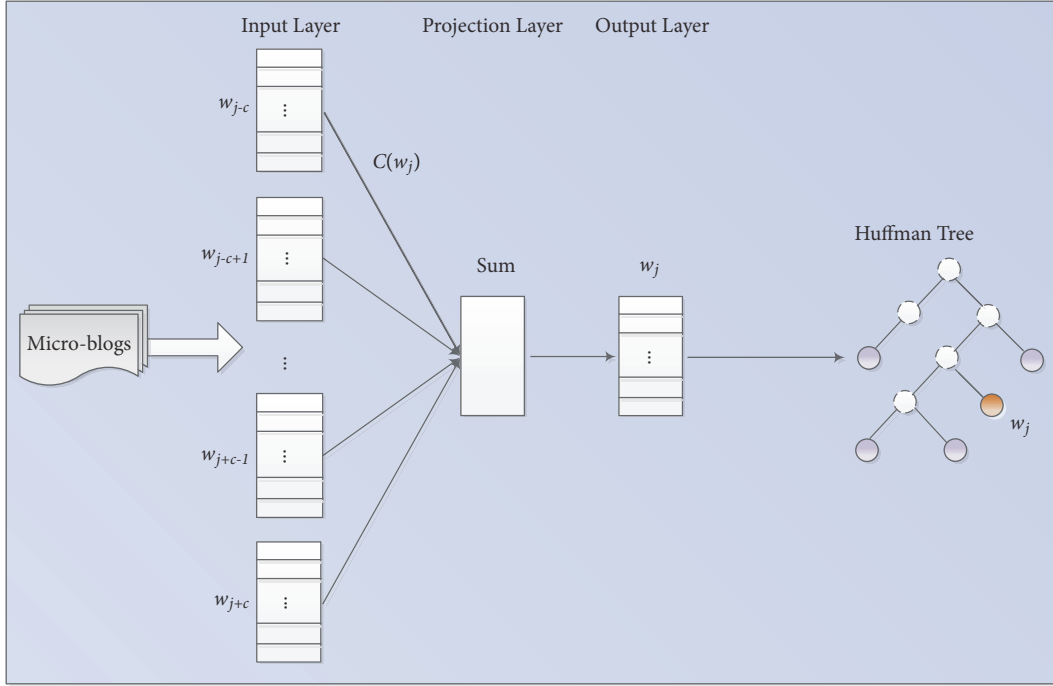 Input Layer
Projection Layer
Output Layer
w_{j-c}
⋮
C(w_j)
w_{j-c+1}
⋮
Huffman Tree
Sum
w_j
Micro-blogs
⋮
⋮
w_j
w_{j+c-1}
⋮
w_{j+c}
⋮